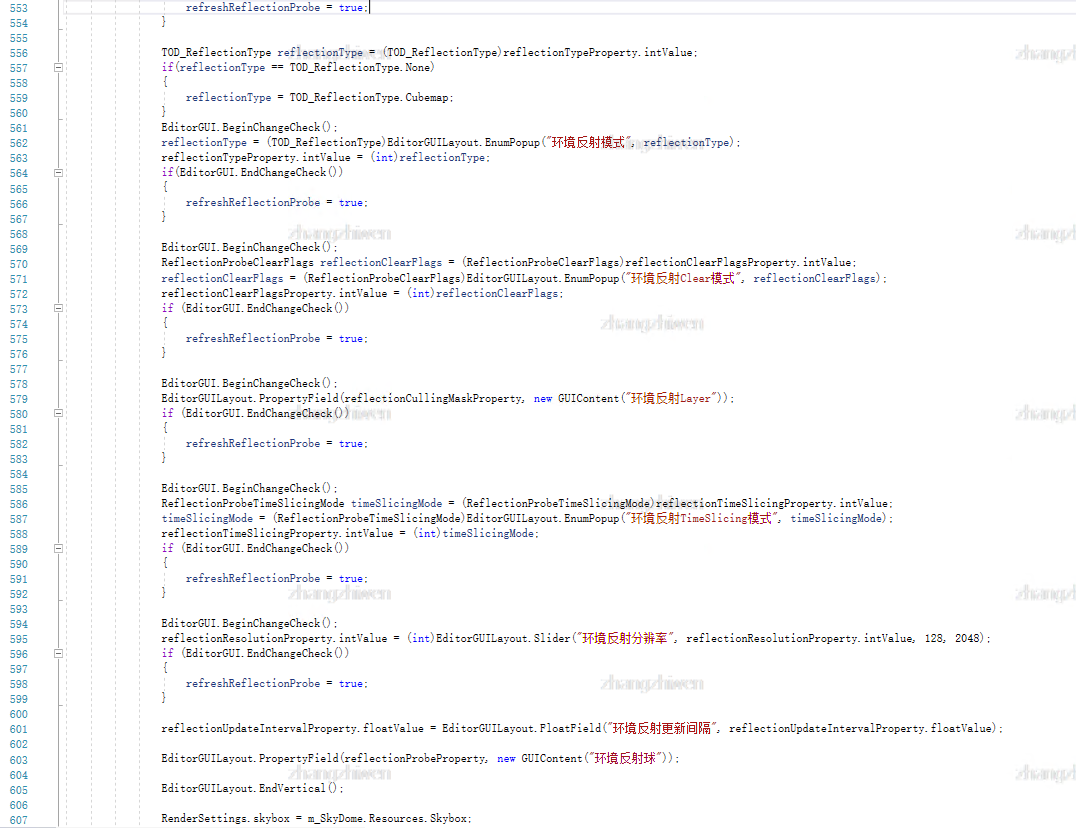 553 refreshReflectionProbe = true;
554 }
555
556 TOD_ReflectionType reflectionType = (TOD_ReflectionType)reflectionTypeProperty.intValue;
557 if(reflectionType == TOD_ReflectionType.None)
558 {
559 reflectionType = TOD_ReflectionType.Cubemap;
560 }
561 EditorGUI.BeginChangeCheck();
562 reflectionType = (TOD_ReflectionType)EditorGUILayout.EnumPopup("环境反射模式", reflectionType);
563 reflectionTypeProperty.intValue = (int)reflectionType;
564 if(EditorGUI.EndChangeCheck())
565 {
566 refreshReflectionProbe = true;
567 }
568
569 EditorGUI.BeginChangeCheck();
570 ReflectionProbeClearFlags reflectionClearFlags = (ReflectionProbeClearFlags)reflectionClearFlagsProperty.intValue;
571 reflectionClearFlags = (ReflectionProbeClearFlags)EditorGUILayout.EnumPopup("环境反射Clear模式", reflectionClearFlags);
572 reflectionClearFlagsProperty.intValue = (int)reflectionClearFlags;
573 if (EditorGUI.EndChangeCheck())
574 {
575 refreshReflectionProbe = true;
576 }
577
578 EditorGUI.BeginChangeCheck();
579 EditorGUILayout.PropertyField(reflectionCullingMaskProperty, new GUIContent("环境反射Layer"));
580 if (EditorGUI.EndChangeCheck())
581 {
582 refreshReflectionProbe = true;
583 }
584
585 EditorGUI.BeginChangeCheck();
586 ReflectionProbeTimeSlicingMode timeSlicingMode = (ReflectionProbeTimeSlicingMode)reflectionTimeSlicingProperty.intValue;
587 timeSlicingMode = (ReflectionProbeTimeSlicingMode)EditorGUILayout.EnumPopup("环境反射TimeSlicing模式", timeSlicingMode);
588 reflectionTimeSlicingProperty.intValue = (int)timeSlicingMode;
589 if (EditorGUI.EndChangeCheck())
590 {
591 refreshReflectionProbe = true;
592 }
593
594 EditorGUI.BeginChangeCheck();
595 reflectionResolutionProperty.intValue = (int)EditorGUILayout.Slider("环境反射分辨率", reflectionResolutionProperty.intValue, 128, 2048);
596 if (EditorGUI.EndChangeCheck())
597 {
598 refreshReflectionProbe = true;
599 }
600
601 reflectionUpdateIntervalProperty.floatValue = EditorGUILayout.FloatField("环境反射更新间隔", reflectionUpdateIntervalProperty.floatValue);
602
603 EditorGUILayout.PropertyField(reflectionProbeProperty, new GUIContent("环境反射球"));
604
605 EditorGUILayout.EndVertical();
606
607 RenderSettings.skybox = m_SkyDome.Resources.Skybox;